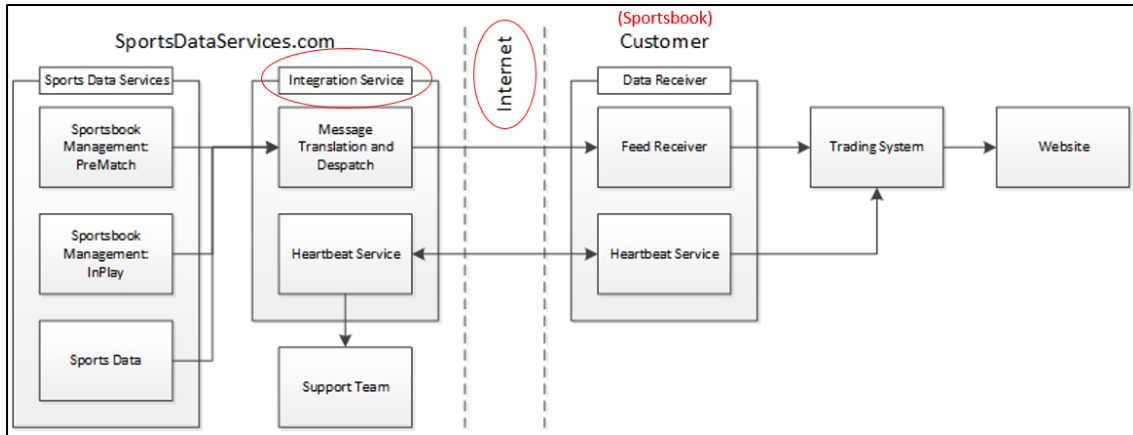 SportsDataServices.com
Sports Data Services
Sportsbook
Management:
PreMatch
Sportsbook
Management:
InPlay
Sports Data
Integration Service
Message
Translation and
Despatch
Heartbeat Service
Support Team
Internet
(Sportsbook)
Customer
Data Receiver
Feed Receiver
Heartbeat Service
Trading System
Website